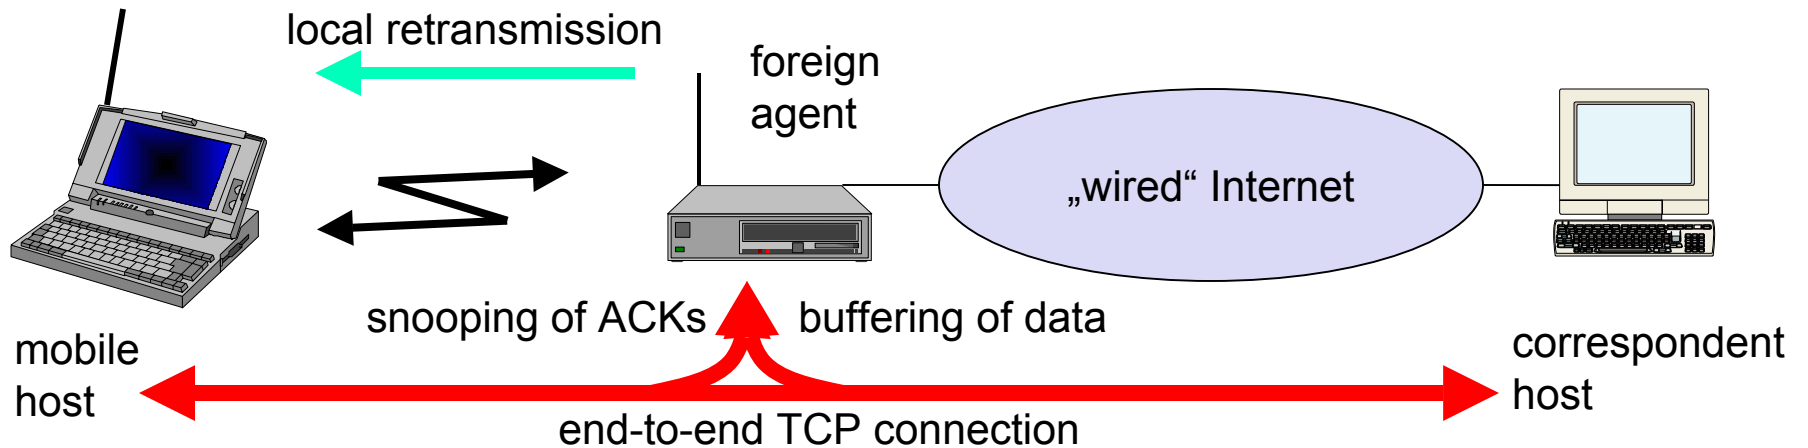 local retransmission
foreign
agent
„wired“ Internet
snooping of ACKs
buffering of data
mobile
host
correspondent
host
end-to-end TCP connection